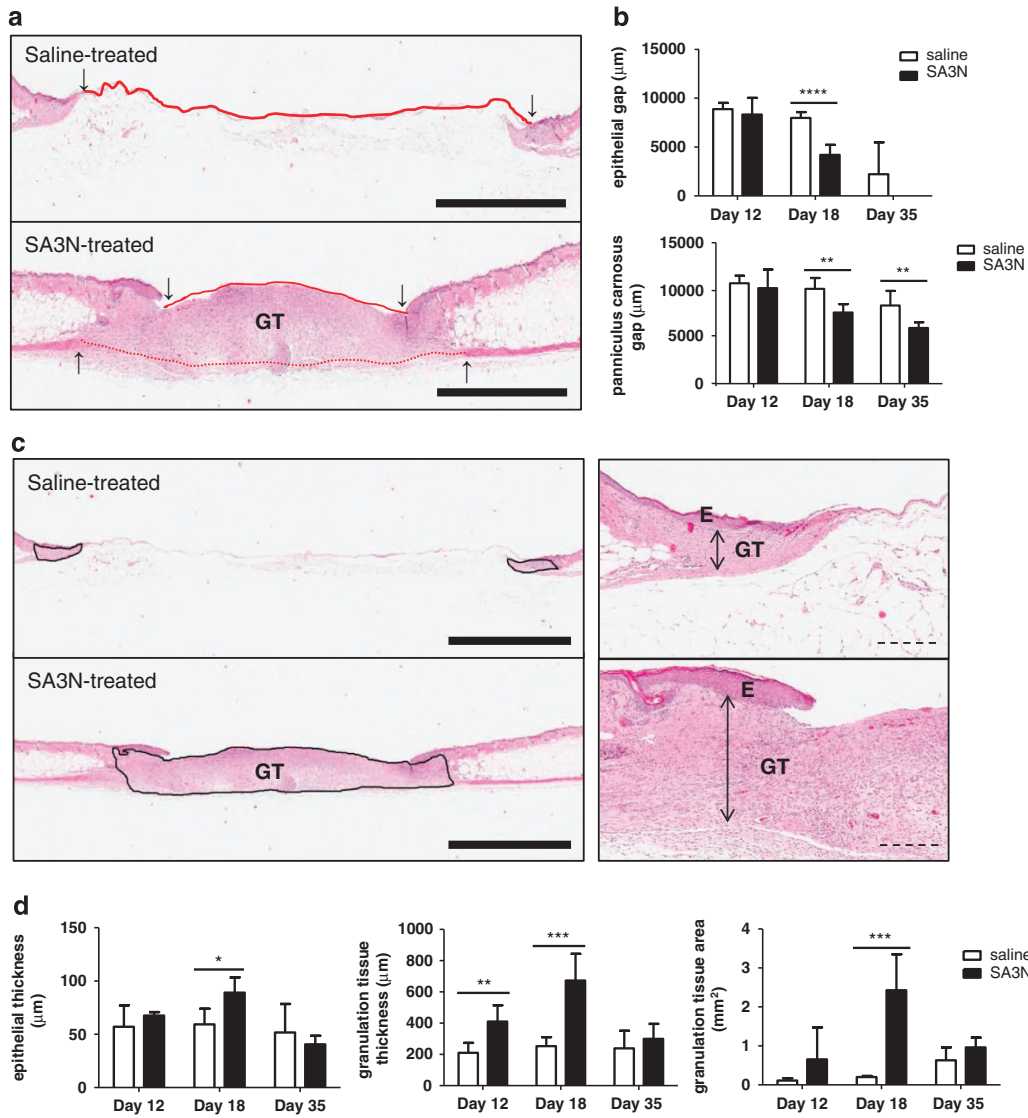 a
Saline-treated
SA3N-treated
GT
b
epithelial gap (μm)
15000
10000
5000
0
****
saline
SA3N
Day 12 Day 18 Day 35
panniculus carnosus
gap (μm)
15000
10000
5000
0
** **
saline
SA3N
Day 12 Day 18 Day 35
c
Saline-treated
E
GT
SA3N-treated
GT
E
GT
d
epithelial thickness
(μm)
150
100
50
0
*
Day 12 Day 18 Day 35
granulation tissue
thickness (μm)
1000
800
600
400
200
0
** ***
Day 12 Day 18 Day 35
granulation tissue area
(mm²)
4
3
2
1
0
***
saline
SA3N
Day 12 Day 18 Day 35